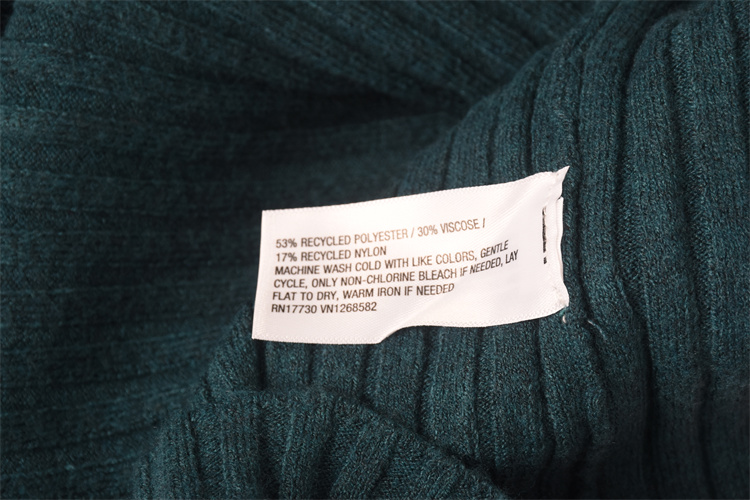 53% RECYCLED POLYESTER / 30% VISCOSE /
17% RECYCLED NYLON
MACHINE WASH COLD WITH LIKE COLORS, GENTLE
CYCLE, ONLY NON-CHLORINE BLEACH IF NEEDED, LAY
FLAT TO DRY, WARM IRON IF NEEDED
RN17730 VN1268582